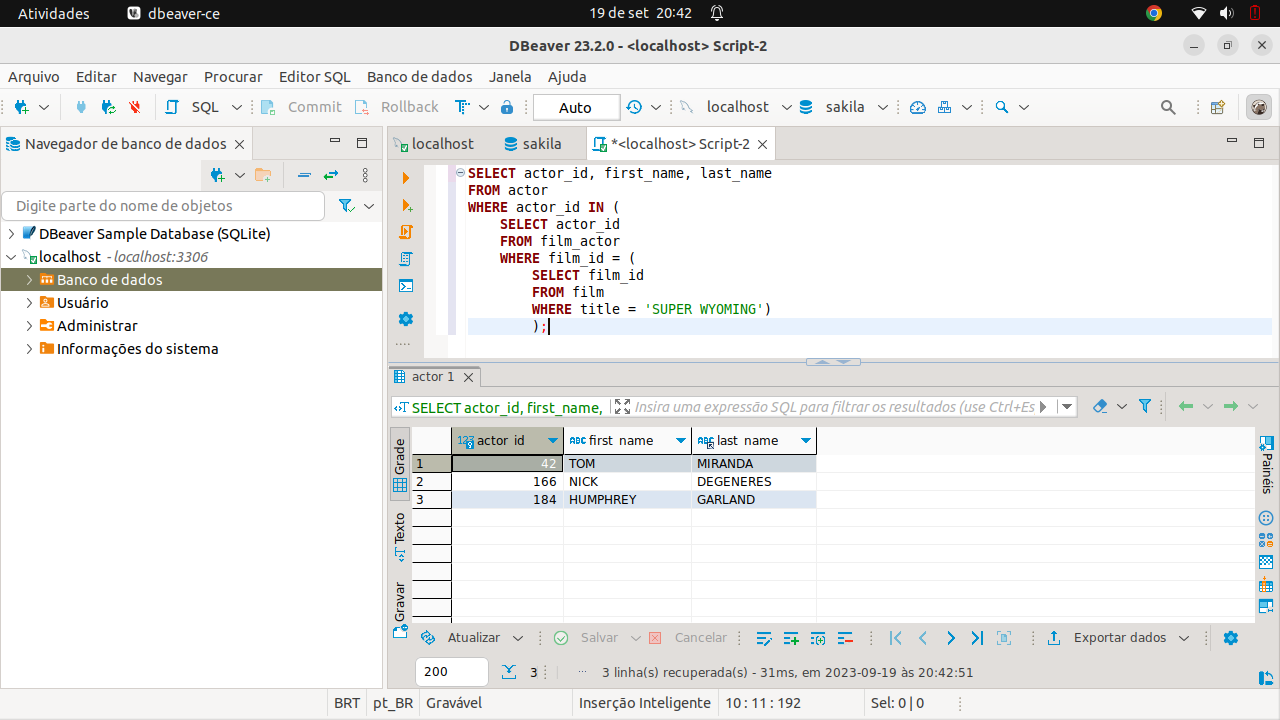 Atividades dbeaver-ce 19 de set 20:42
DBeaver 23.2.0 - <localhost> Script-2
Arquivo Editar Navegar Procurar Editor SQL Banco de dados Janela Ajuda
SQL Commit Rollback Auto localhost sakila
Navegador de banco de dados
Digite parte do nome de objetos
DBeaver Sample Database (SQLite)
localhost - localhost:3306
Banco de dados
Usuário
Administrar
Informações do sistema
localhost sakila *<localhost> Script-2
SELECT actor_id, first_name, last_name
FROM actor
WHERE actor_id IN (
SELECT actor_id
FROM film_actor
WHERE film_id = (
SELECT film_id
FROM film
WHERE title = 'SUPER WYOMING')
);
actor 1
SELECT actor_id, first_name, Insira uma expressão SQL para filtrar os resultados (use Ctrl+Es
Grade
Texto
Gravar
actor_id first_name last_name
1 42 TOM MIRANDA
2 166 NICK DEGENERES
3 184 HUMPHREY GARLAND
Painéis
Atualizar Salvar Cancelar Exportar dados
200 3 ... 3 linha(s) recuperada(s) - 31ms, em 2023-09-19 às 20:42:51
BRT pt_BR Gravável Inserção Inteligente 10 : 11 : 192 Sel: 0 | 0